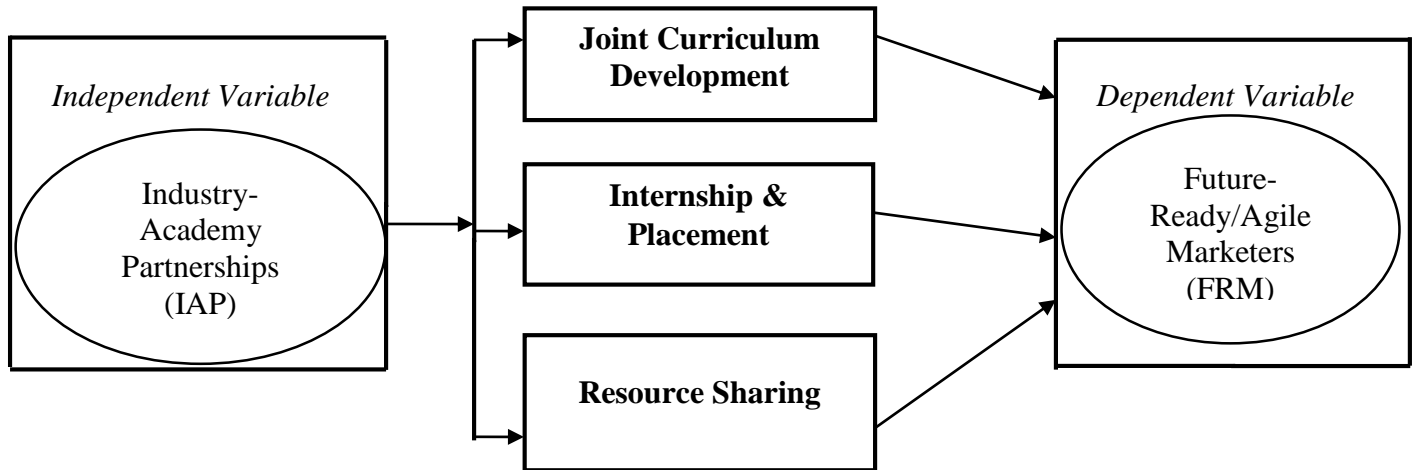 Independent Variable
Industry-
Academy
Partnerships
(IAP)
Joint Curriculum
Development
Internship &
Placement
Resource Sharing
Dependent Variable
Future-
Ready/Agile
Marketers
(FRM)